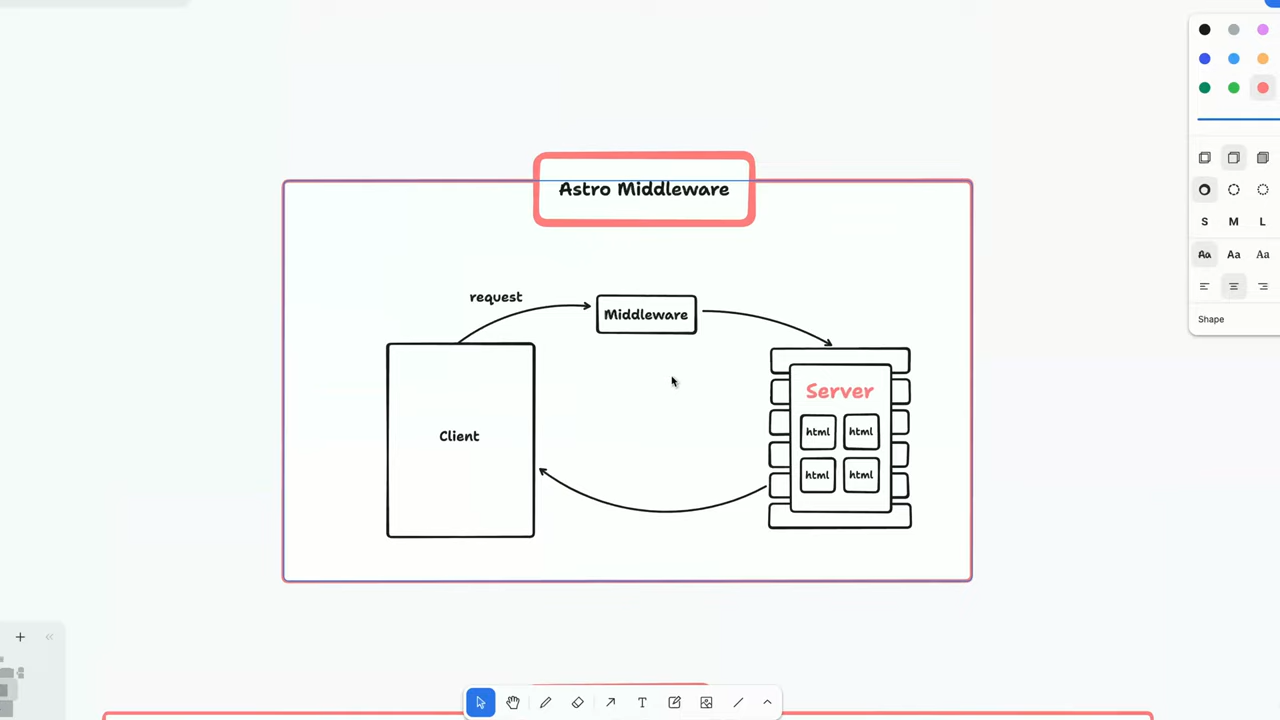 Astro Middleware
request
Middleware
Server
html html
Client
html html
S M L
Aa Aa Aa
Shape